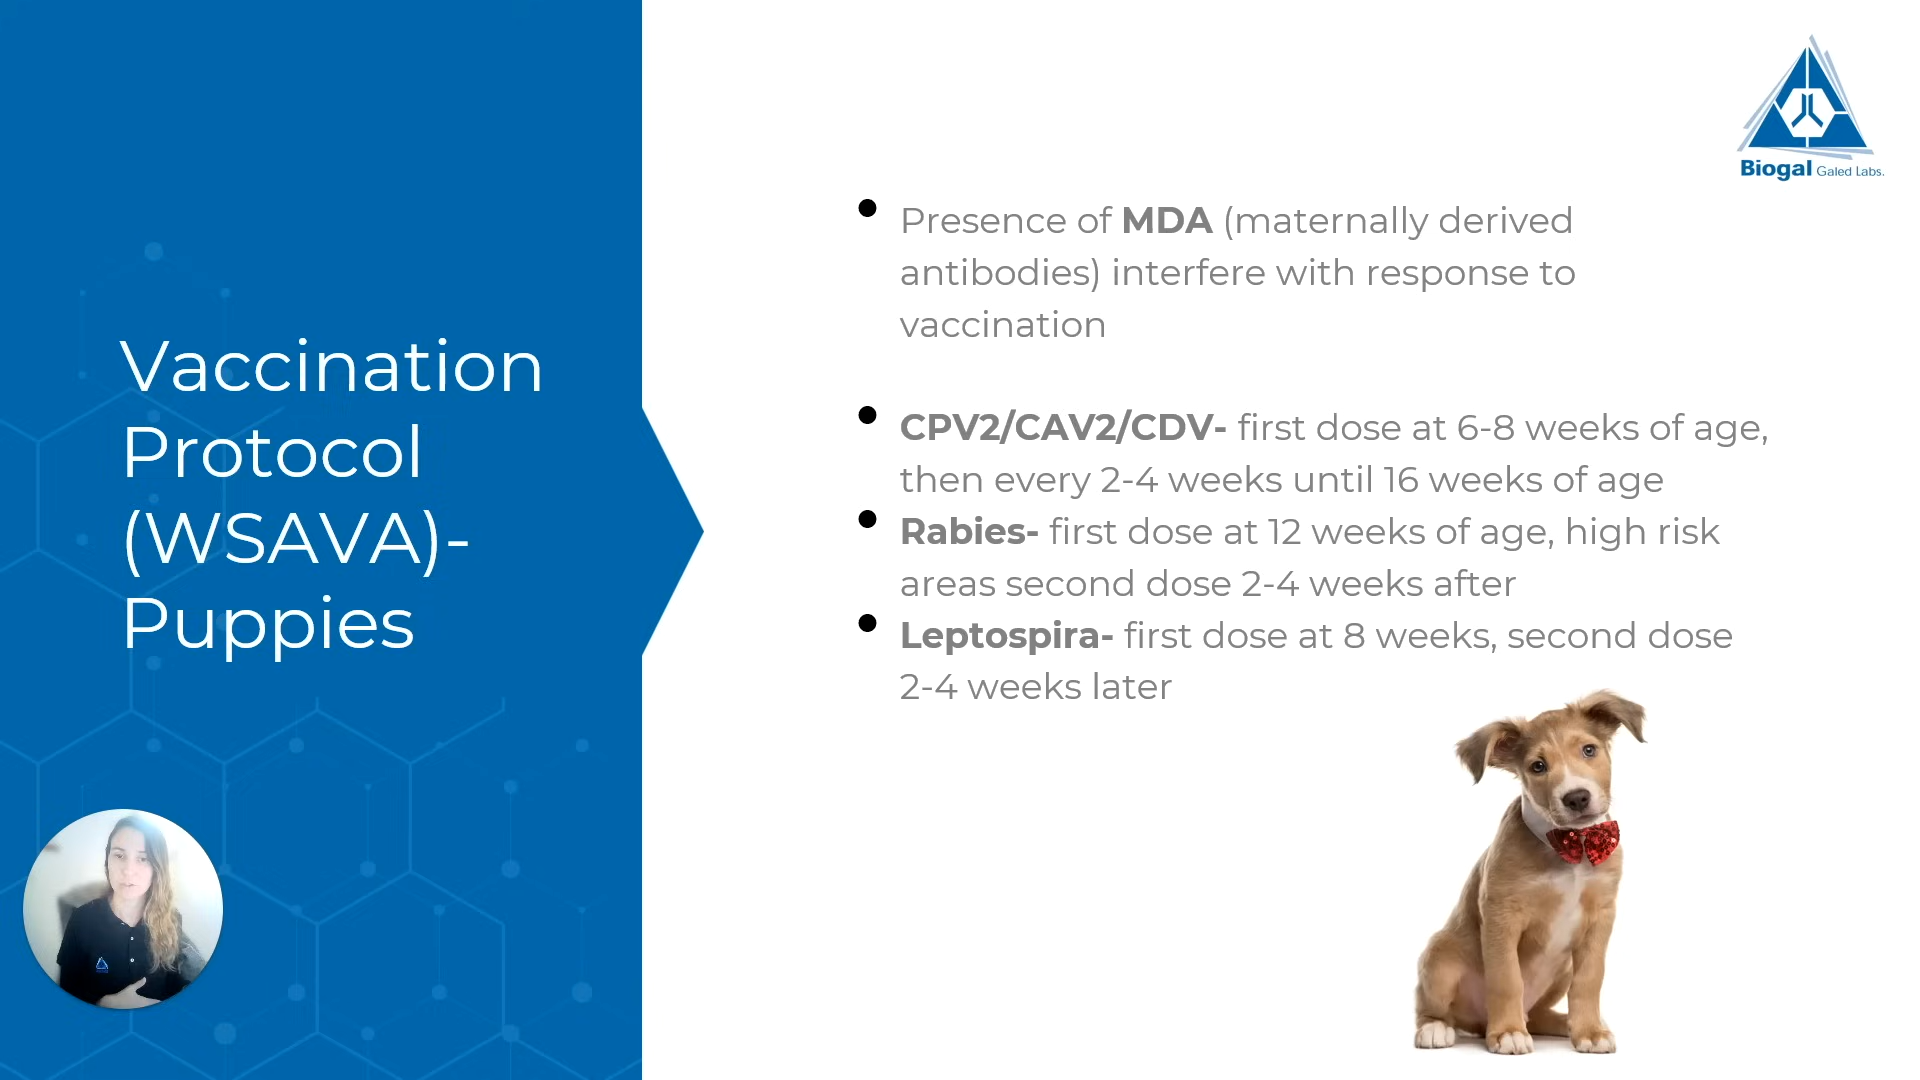 Vaccination
Protocol
(WSAVA)-
Puppies
Biogal Galed Labs.
Presence of MDA (maternally derived
antibodies) interfere with response to
vaccination
CPV2/CAV2/CDV- first dose at 6-8 weeks of age,
then every 2-4 weeks until 16 weeks of age
Rabies- first dose at 12 weeks of age, high risk
areas second dose 2-4 weeks after
Leptospira- first dose at 8 weeks, second dose
2-4 weeks later